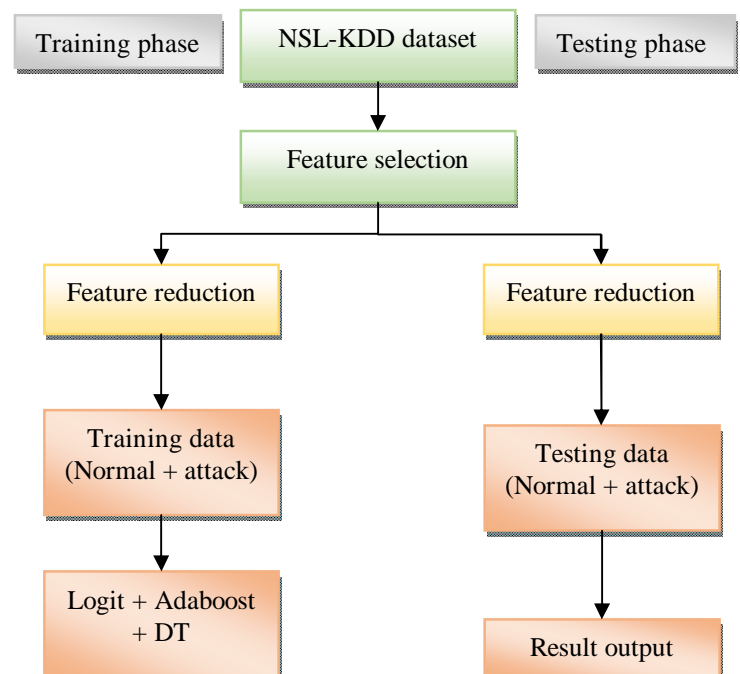 Training phase
NSL-KDD dataset
Testing phase
Feature selection
Feature reduction
Feature reduction
Training data
(Normal + attack)
Testing data
(Normal + attack)
Logit + Adaboost
+ DT
Result output